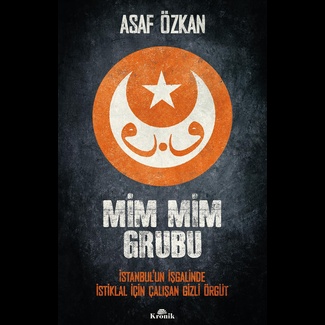 ASAF ÖZKAN
MİM MİM
GRUBU
İSTANBUL'UN İŞGALİNDE
İSTİKLAL İÇİN ÇALIŞAN GİZLİ ÖRGÜT
Kronik